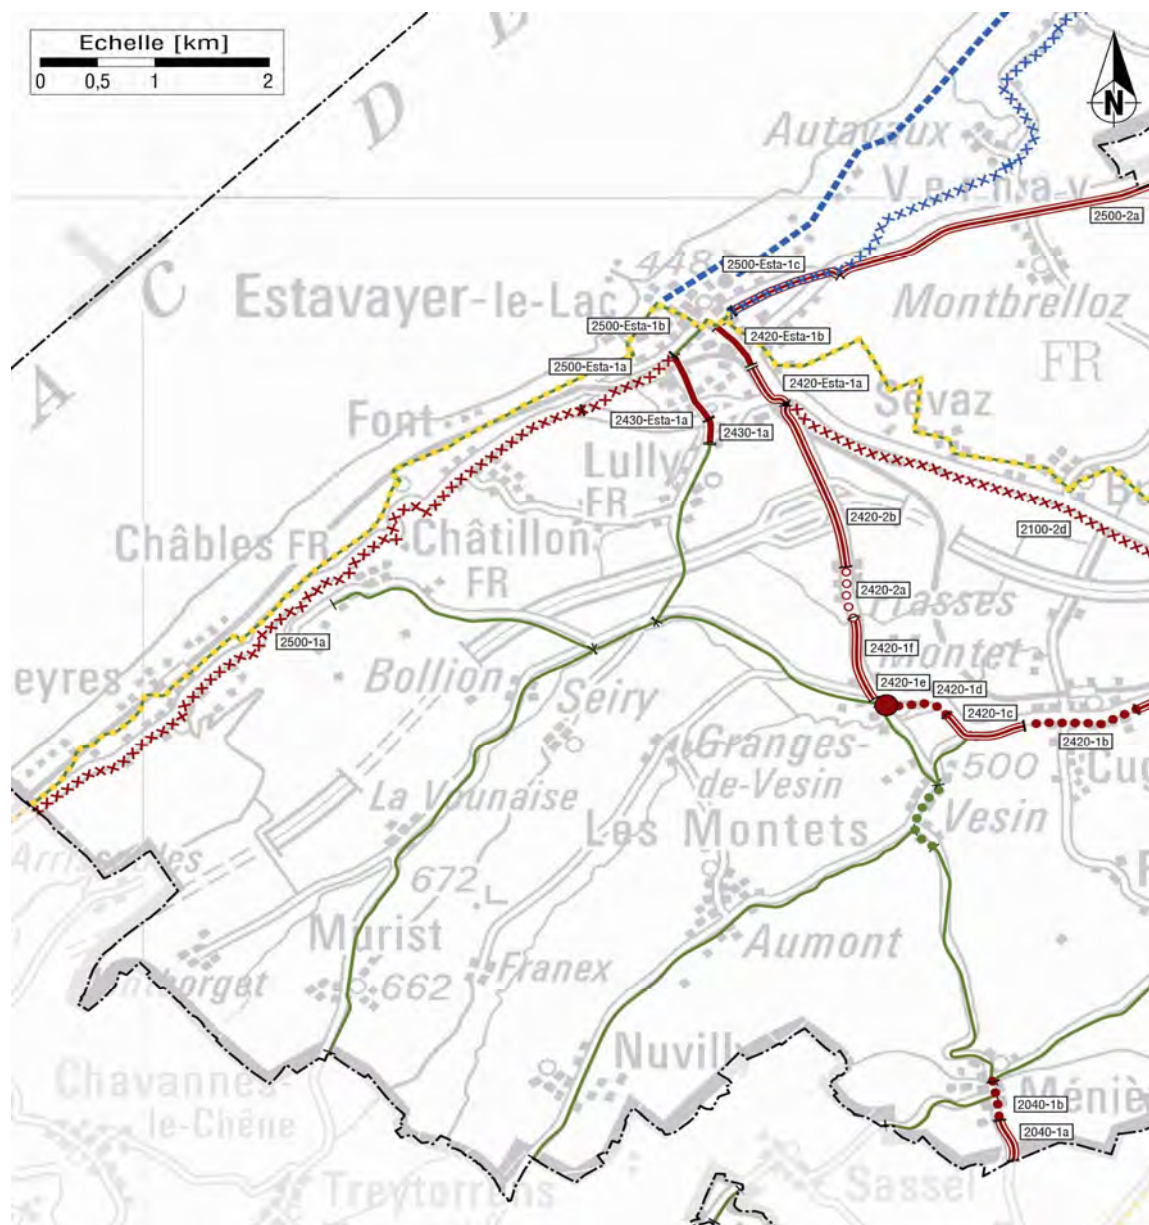 Echelle [km]
0 0,5 1 2
N
D
C
A
Autavaux
Vernay
2500-2a
448
2500-Esta-1c
Estavayer-le-Lac
Montbrelloz
FR
2500-Esta-1b
2420-Esta-1b
2500-Esta-1a
2420-Esta-1a
Sévaz
Font
2430-Esta-1a
2430-1a
Lully
FR
2420-2b
2100-2d
Châbles FR
Châtillon
FR
2420-2a
2500-1a
2420-1f
Montet
Bollion
Seiry
2420-1e
2420-1d
2420-1c
2420-1b
eyres
Granges-
de-Vesin
500
La Vounaise
Vesin
Les Montets
672
Murist
662
Franex
Aumont
Nuvilly
Chavannes-
le-Chêne
2040-1b
2040-1a
Treytorrens
Sassel